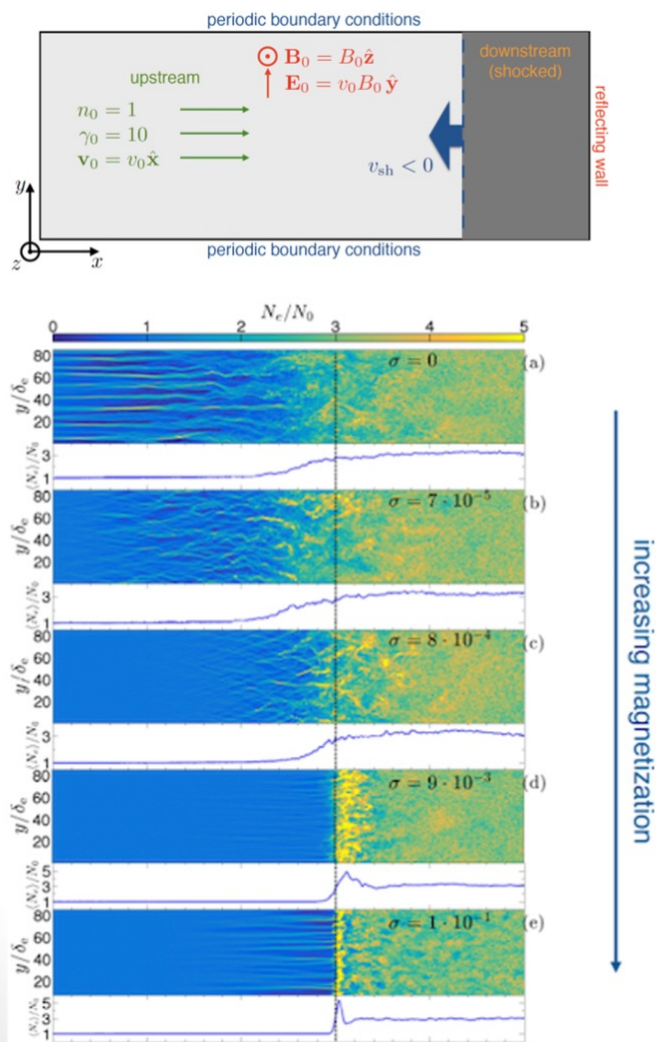 periodic boundary conditions
upstream
B₀ = B₀ẑ
E₀ = v₀B₀ ŷ
downstream
(shocked)
n₀ = 1
γ₀ = 10
v₀ = v₀x̂
v_sh < 0
reflecting wall
y
z
x
periodic boundary conditions
Nₑ/N₀
0 1 2 3 4 5
80 60 40 20
y/δₑ
σ = 0
(a)
3 1
⟨Nₑ⟩/N₀
80 60 40 20
y/δₑ
σ = 7 · 10⁻⁵
(b)
3 1
⟨Nₑ⟩/N₀
80 60 40 20
y/δₑ
σ = 8 · 10⁻⁴
(c)
3 1
⟨Nₑ⟩/N₀
80 60 40 20
y/δₑ
σ = 9 · 10⁻³
(d)
5 3 1
⟨Nₑ⟩/N₀
80 60 40 20
y/δₑ
σ = 1 · 10⁻¹
(e)
5 3 1
⟨Nₑ⟩/N₀
increasing magnetization